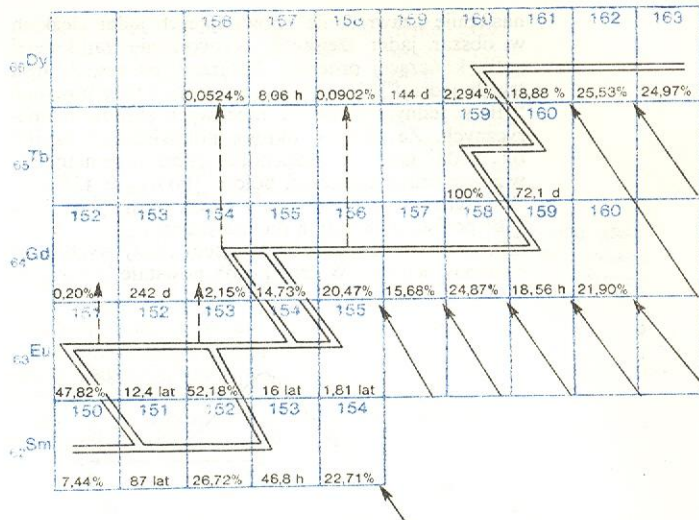 156 157 158 159 160 161 162 163
66Dy
0,0524% 8,06 h 0,0902% 144 d 2,294% 18,88% 25,53% 24,97%
159 160
65Tb
100% 72,1 d
152 153 154 155 156 157 158 159 160
64Gd
0,20% 242 d 2,15% 14,73% 20,47% 15,68% 24,87% 18,56 h 21,90%
151 152 153 154 155
63Eu
47,82% 12,4 lat 52,18% 16 lat 1,81 lat
150 151 152 153 154
62Sm
7,44% 87 lat 26,72% 46,8 h 22,71%